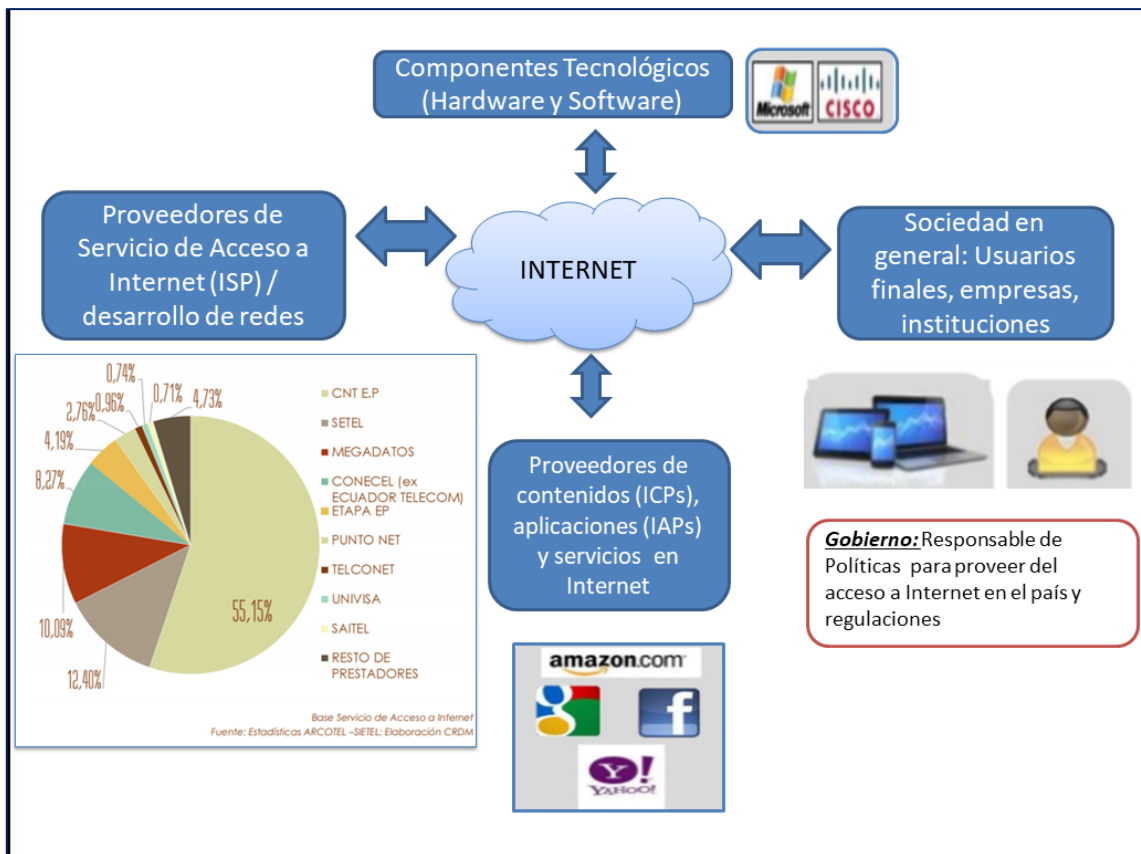 Componentes Tecnológicos
(Hardware y Software)
Microsoft
CISCO
Proveedores de
Servicio de Acceso a
Internet (ISP) /
desarrollo de redes
INTERNET
Sociedad en
general: Usuarios
finales, empresas,
instituciones
0,74%
0,96%
0,71%
4,73%
2,76%
4,19%
8,27%
10,09%
12,40%
55,15%
CNT E.P
SETEL
MEGADATOS
CONECEL (ex
ECUADOR TELECOM)
ETAPA EP
PUNTO NET
TELCONET
UNIVISA
SAITEL
RESTO DE
PRESTADORES
Base Servicio de Acceso a Internet
Fuente: Estadísticas ARCOTEL –SIETEL; Elaboración CRDM
Proveedores de
contenidos (ICPs),
aplicaciones (IAPs)
y servicios en
Internet
amazon.com
g
f
Y!
YAHOO!
Gobierno: Responsable de
Políticas para proveer del
acceso a Internet en el país y
regulaciones